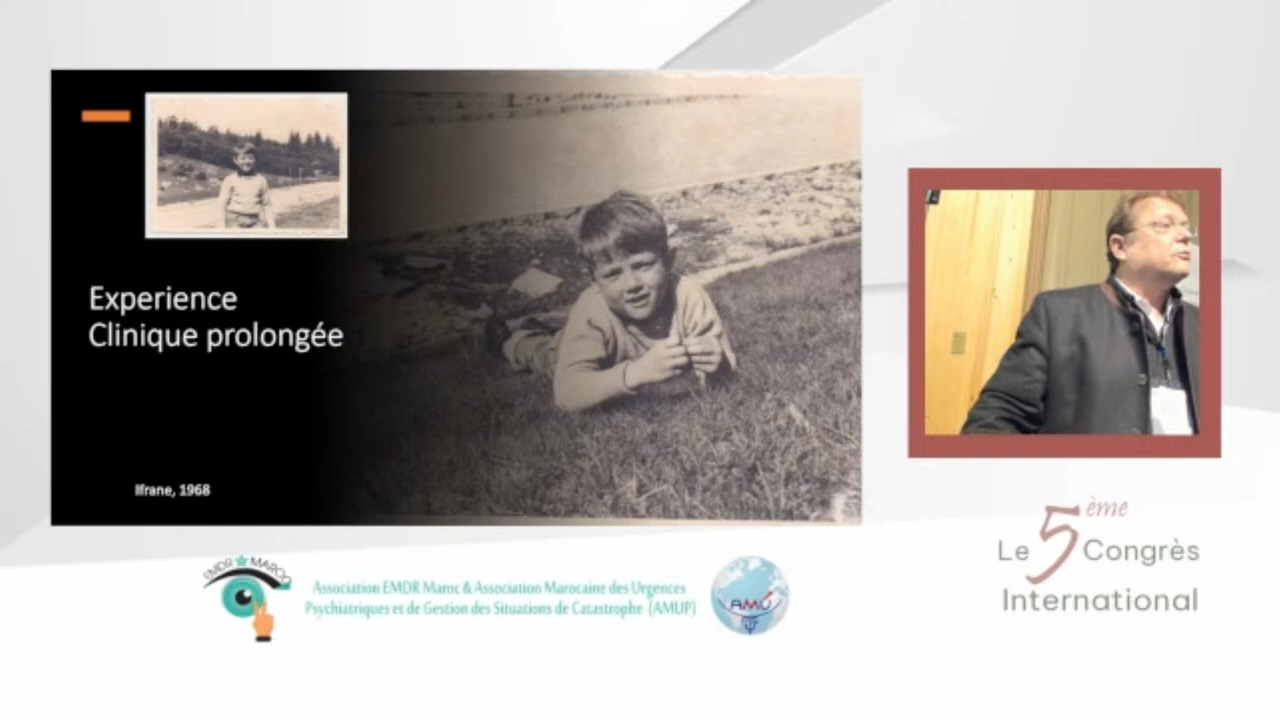 Experience
Clinique prolongée
Ifrane, 1968
EMDR MAROC
Association EMDR Maroc & Association Marocaine des Urgences
Psychiatriques et de Gestion des Situations de Catastrophe (AMUP)
AMU
Le 5ème Congrès
International